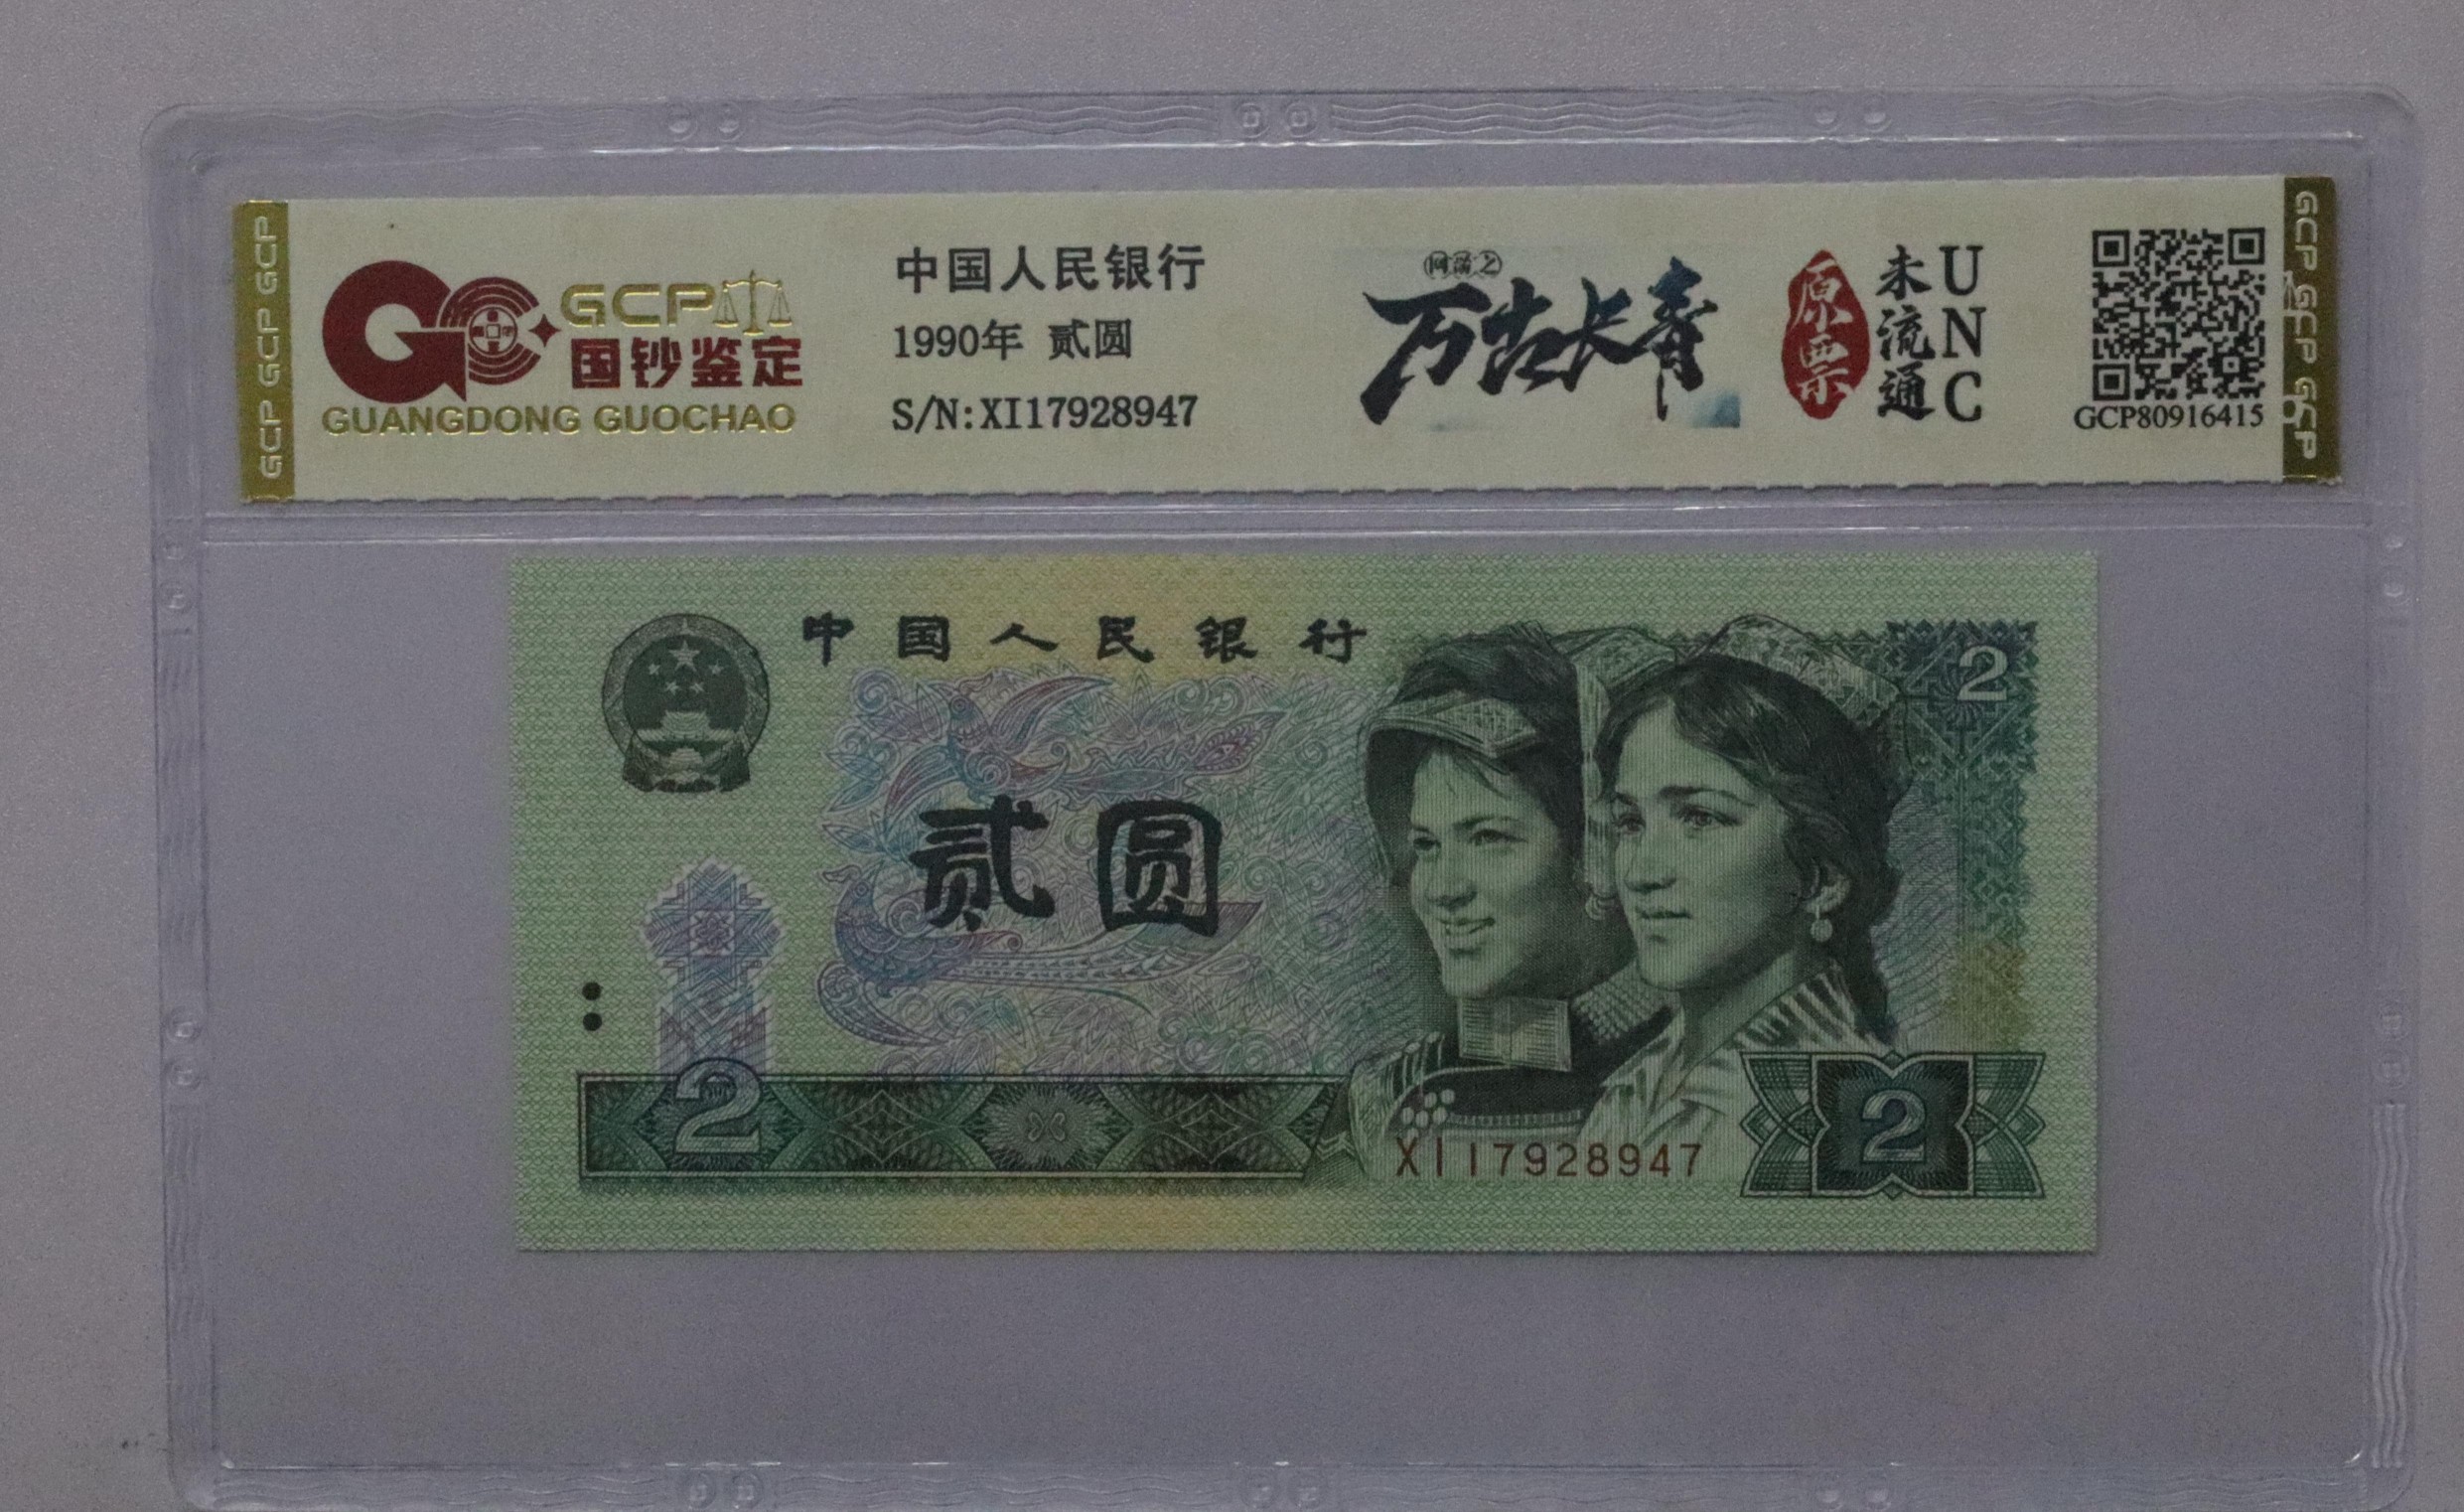 GCP GCP GCP
GCP
国钞鉴定
GUANGDONG GUOCHAO
中国人民银行
1990年 贰圆
S/N:XI17928947
万古长青
原票
未流通
UNC
GCP80916415
GCP GCP GCP
中国人民银行
2
贰圆
2
XI17928947
2